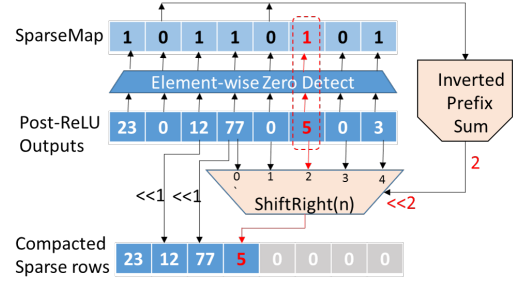 SparseMap
1 0 1 1 0 1 0 1
Element-wise Zero Detect
Inverted
Prefix
Sum
Post-ReLU
Outputs
23 0 12 77 0 5 0 3
2
0 1 2 3 4
<<1 <<1
ShiftRight(n)
<<2
Compacted
Sparse rows
23 12 77 5 0 0 0 0